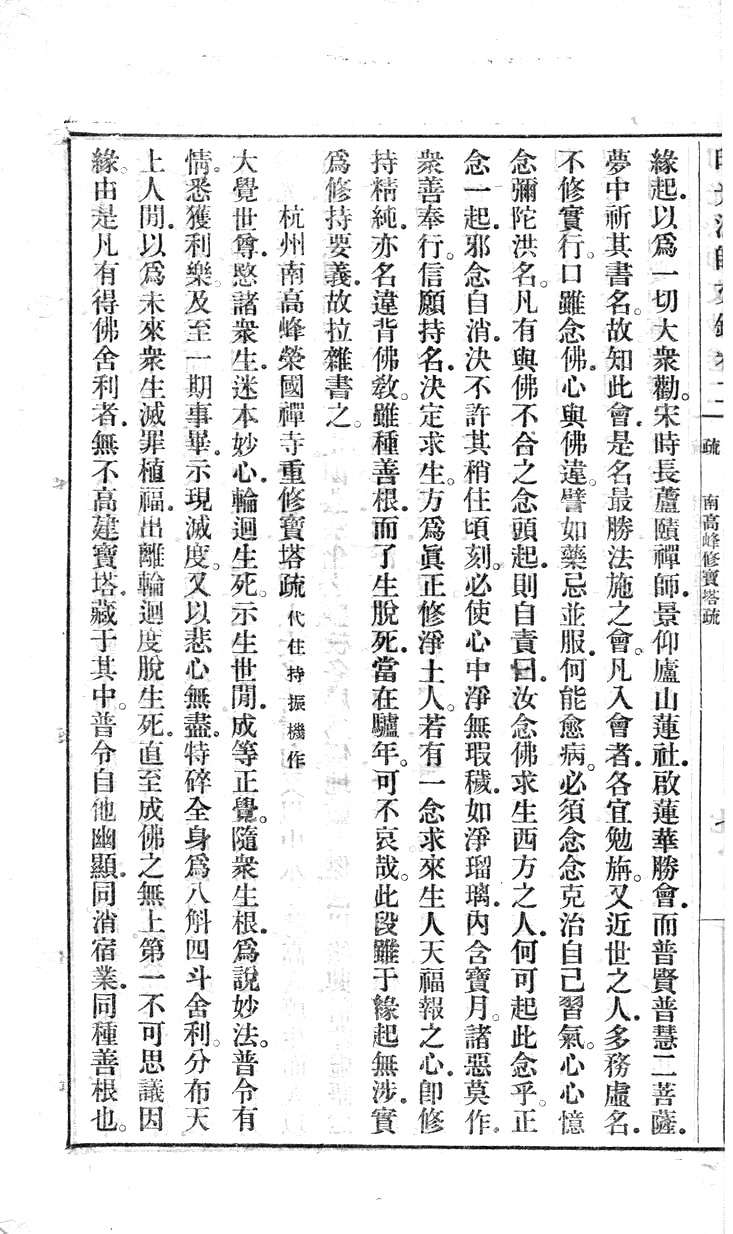 印光法師文鈔卷二　疏　南高峰修寶塔疏
緣起。以爲一切大衆勸。宋時長蘆賾禪師。景仰廬山蓮社。啟蓮華勝會。而普賢普慧二菩薩。
夢中祈其書名。故知此會。是名最勝法施之會。凡入會者。各宜勉旃。又近世之人。多務虛名。
不修實行。口雖念佛。心與佛違。譬如藥忌並服。何能愈病。必須念念克治自己習氣。心心憶
念彌陀洪名。凡有與佛不合之念頭起。則自責曰。汝念佛求生西方之人。何可起此念乎。正
念一起。邪念自消。決不許其稍住頃刻。必使心中淨無瑕穢。如淨瑠璃。內含寶月。諸惡莫作。
衆善奉行。信願持名。決定求生。方爲眞正修淨土人。若有一念求來生人天福報之心。卽修
持精純。亦名違背佛敎。雖種善根。而了生脫死。當在驢年。可不哀哉。此段雖于緣起無涉。實
爲修持要義。故拉雜書之。
杭州南高峰榮國禪寺重修寶塔疏 代住持振機作
大覺世尊。愍諸衆生。迷本妙心。輪迴生死。示生世間。成等正覺。隨衆生根。爲說妙法。普令有
情。悉獲利樂。及至一期事畢。示現滅度。又以悲心無盡。特碎全身爲八斛四斗舍利。分布天
上人間。以爲未來衆生滅罪植福。出離輪迴。度脫生死。直至成佛之無上第一不可思議因
緣。由是凡有得佛舍利者。無不高建寶塔。藏于其中。普令自他幽顯。同消宿業。同種善根也。